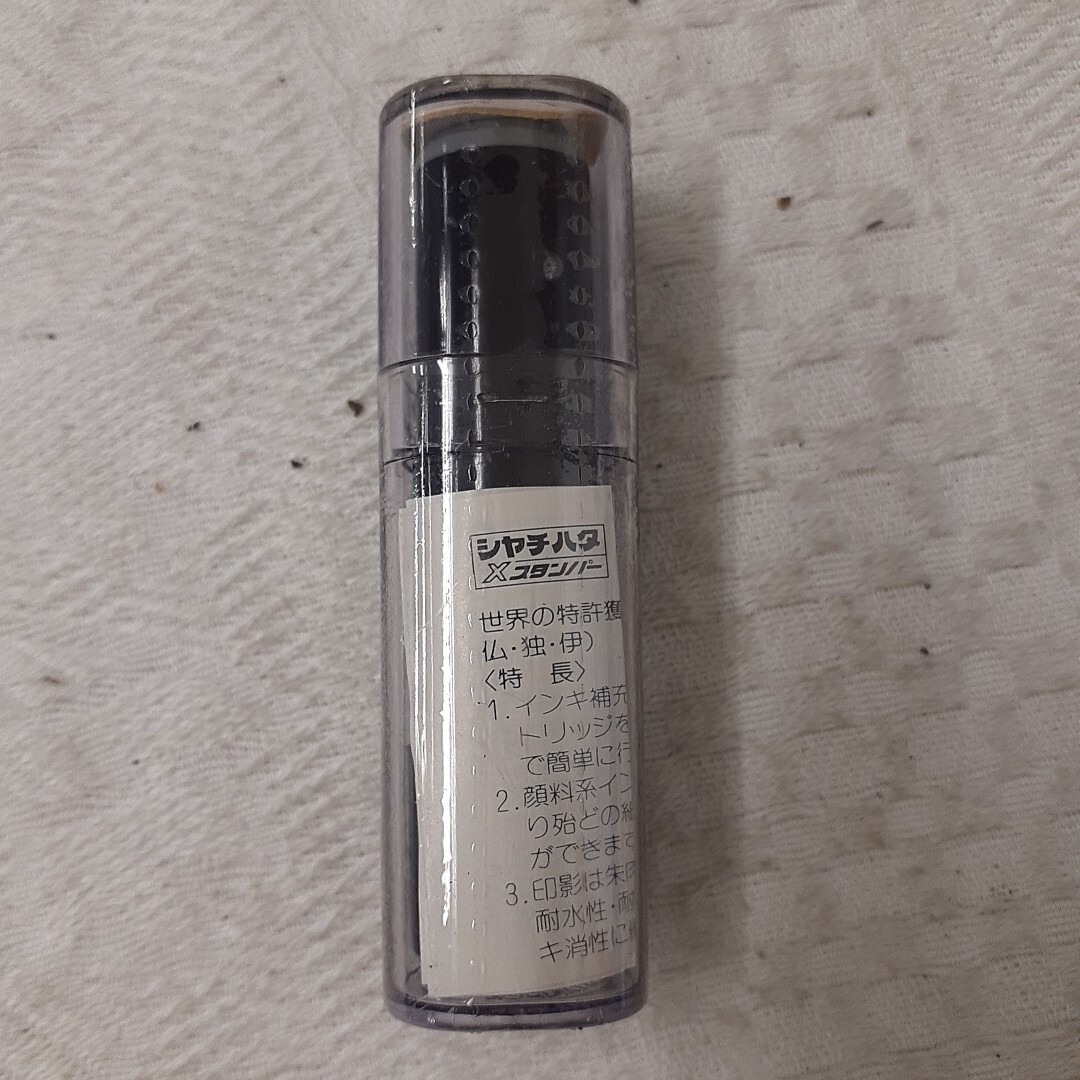 シヤチハタ
Xスタンパー
世界の特許獲
仏・独・伊)
〈特 長〉
1.インキ補充
トリッジを
で簡単に行
2.顔料系イン
り殆どの紙
ができます
3.印影は朱印
耐水性・耐
キ消性に